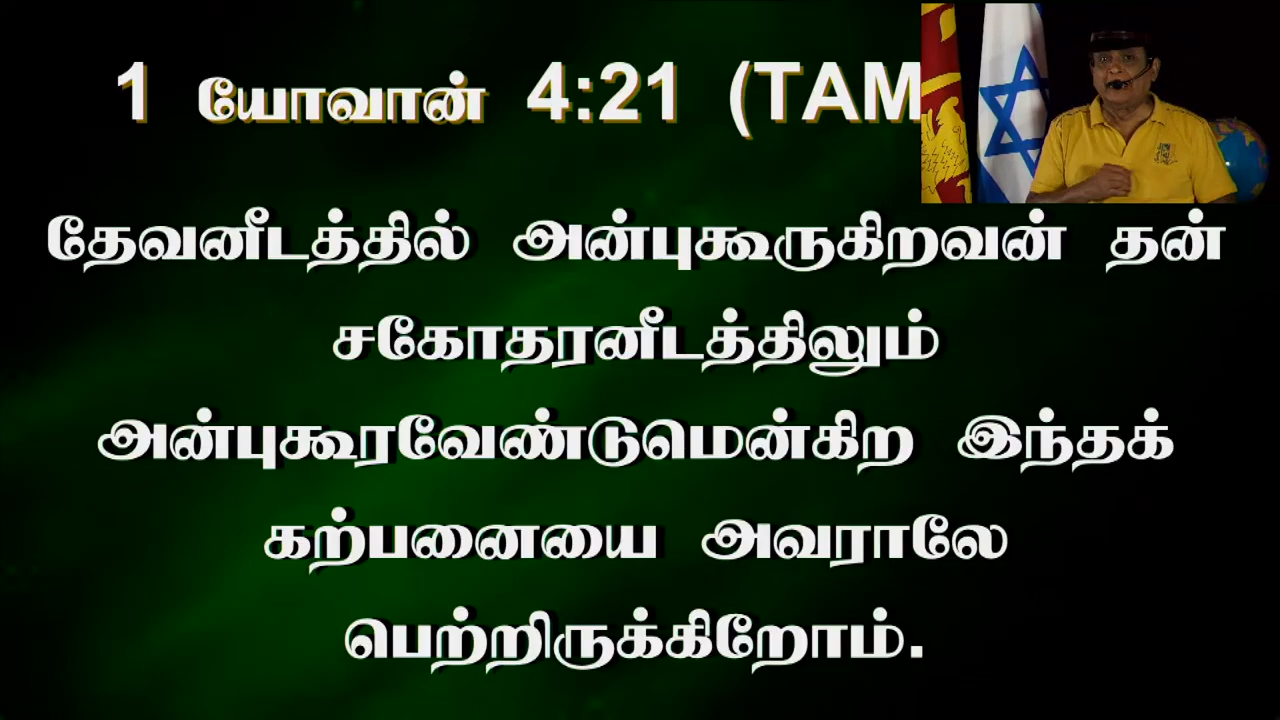 1 யோவான் 4:21 (TAM
தேவனீடத்தில் அன்புகூருகிறவன் தன்
சகோதரனீடத்திலும்
அன்புகூரவேண்டுமென்கிற இந்தக்
கற்பனையை அவராலே
பெற்றிருக்கிறோம்.